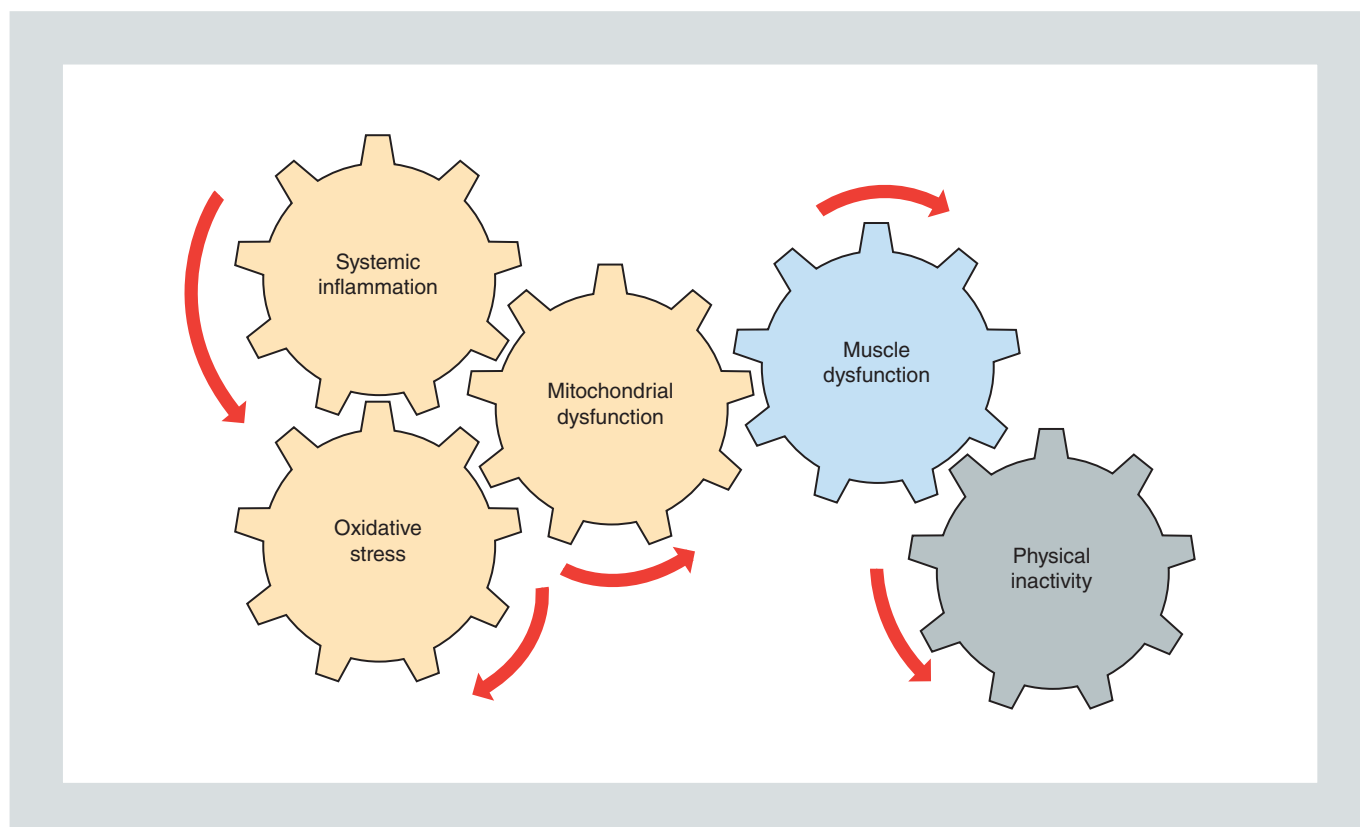 Systemic
inflammation
Mitochondrial
dysfunction
Muscle
dysfunction
Oxidative
stress
Physical
inactivity